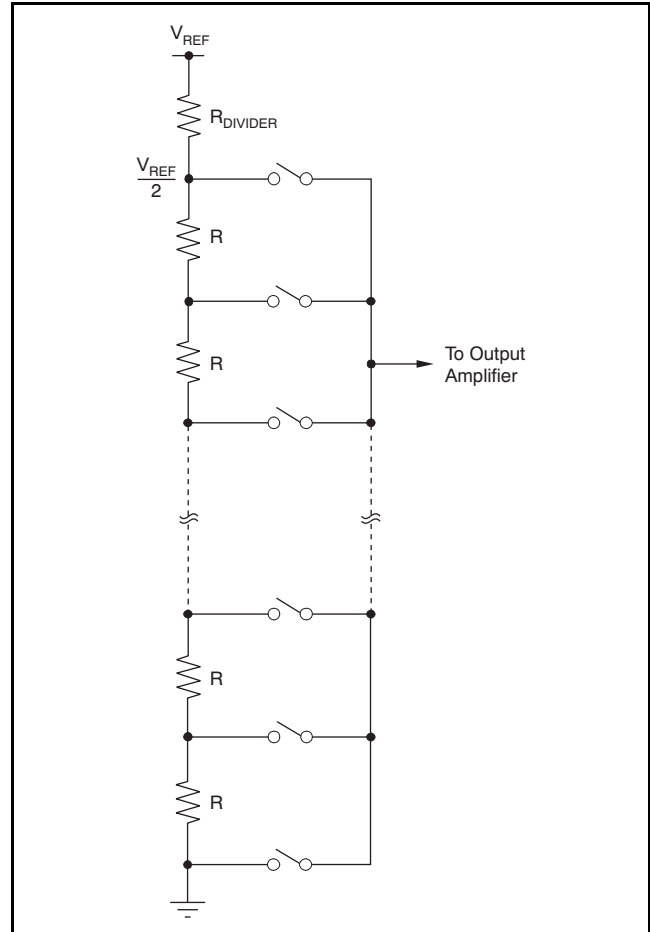 V_REF
R_DIVIDER
V_REF
2
R
R
To Output
Amplifier
R
R